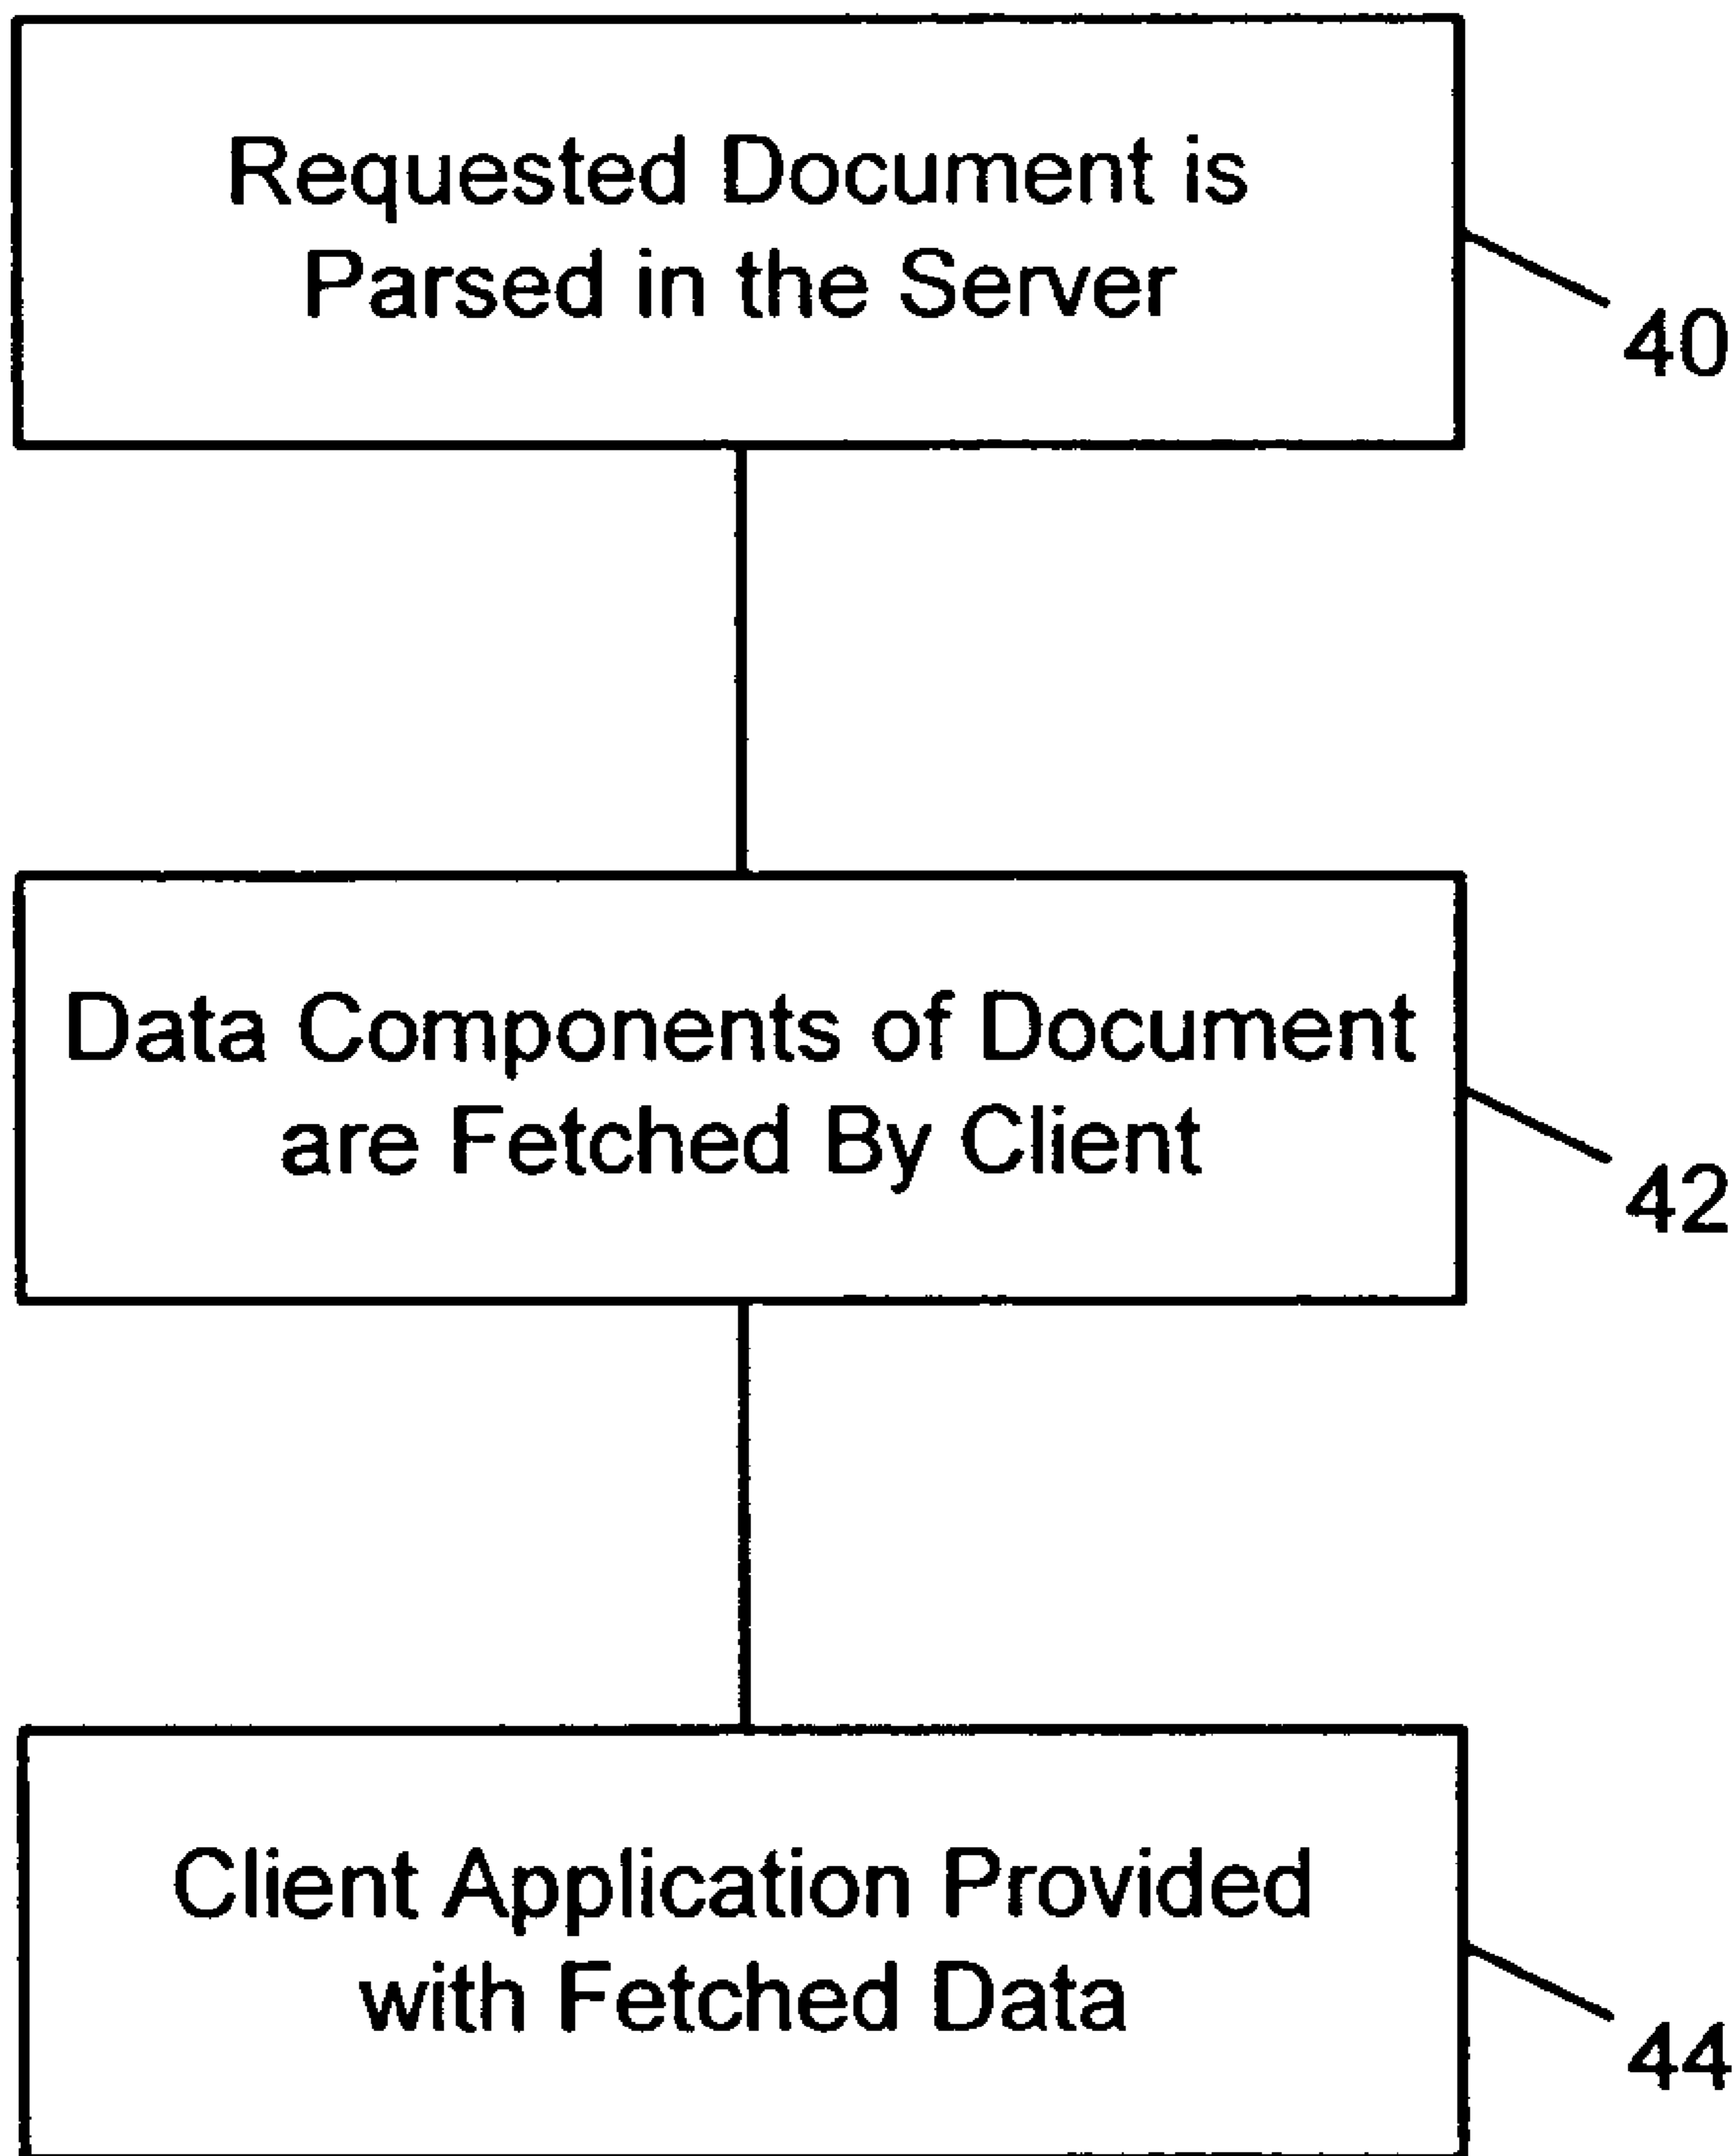 Requested Document is
Parsed in the Server
40
Data Components of Document
are Fetched By Client
42
Client Application Provided
with Fetched Data
44